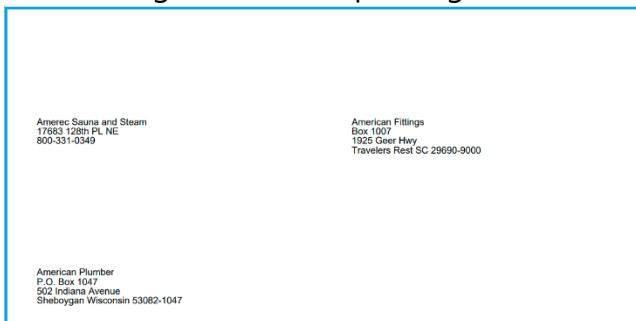 Amerec Sauna and Steam
17683 128th PL NE
800-331-0349
American Fittings
Box 1007
1925 Geer Hwy
Travelers Rest SC 29690-9000
American Plumber
P.O. Box 1047
502 Indiana Avenue
Sheboygan Wisconsin 53082-1047